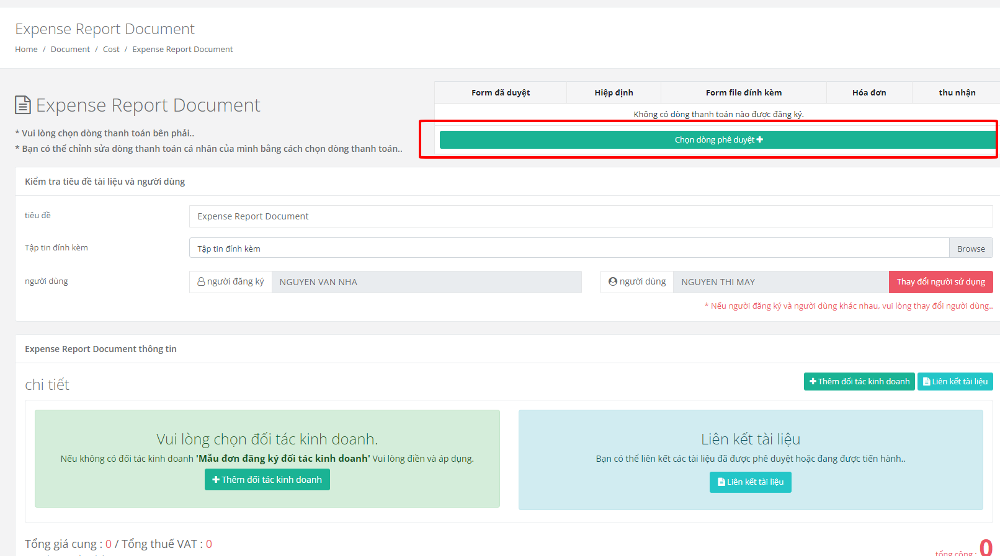 Expense Report Document
Home / Document / Cost / Expense Report Document
Expense Report Document
* Vui lòng chọn dòng thanh toán bên phải..
* Bạn có thể chỉnh sửa dòng thanh toán cá nhân của mình bằng cách chọn dòng thanh toán..
Form đã duyệt Hiệp định Form file đính kèm Hóa đơn thu nhận
Không có dòng thanh toán nào được đăng ký.
Chọn dòng phê duyệt
Kiểm tra tiêu đề tài liệu và người dùng
tiêu đề Expense Report Document
Tập tin đính kèm Tập tin đính kèm Browse
người dùng người đăng ký NGUYEN VAN NHA người dùng NGUYEN THI MAY Thay đổi người sử dụng
* Nếu người đăng ký và người dùng khác nhau, vui lòng thay đổi người dùng..
Expense Report Document thông tin
chi tiết Thêm đối tác kinh doanh Liên kết tài liệu
Vui lòng chọn đối tác kinh doanh.
Nếu không có đối tác kinh doanh 'Mẫu đơn đăng ký đối tác kinh doanh' Vui lòng điền và áp dụng.
Thêm đối tác kinh doanh
Liên kết tài liệu
Bạn có thể liên kết các tài liệu đã được phê duyệt hoặc đang được tiến hành..
Liên kết tài liệu
Tổng giá cung : 0 / Tổng thuế VAT : 0
tổng cộng : 0